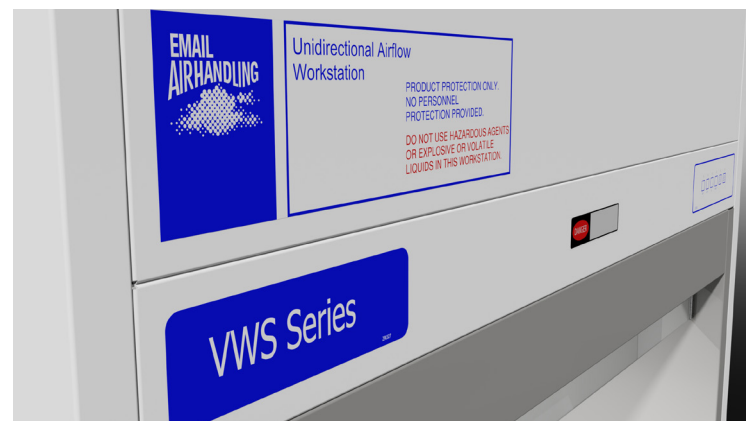 EMAIL
AIRHANDLING
Unidirectional Airflow
Workstation
PRODUCT PROTECTION ONLY.
NO PERSONNEL
PROTECTION PROVIDED.
DO NOT USE HAZARDOUS AGENTS
OR EXPLOSIVE OR VOLATILE
LIQUIDS IN THIS WORKSTATION.
DANGER
VWS Series